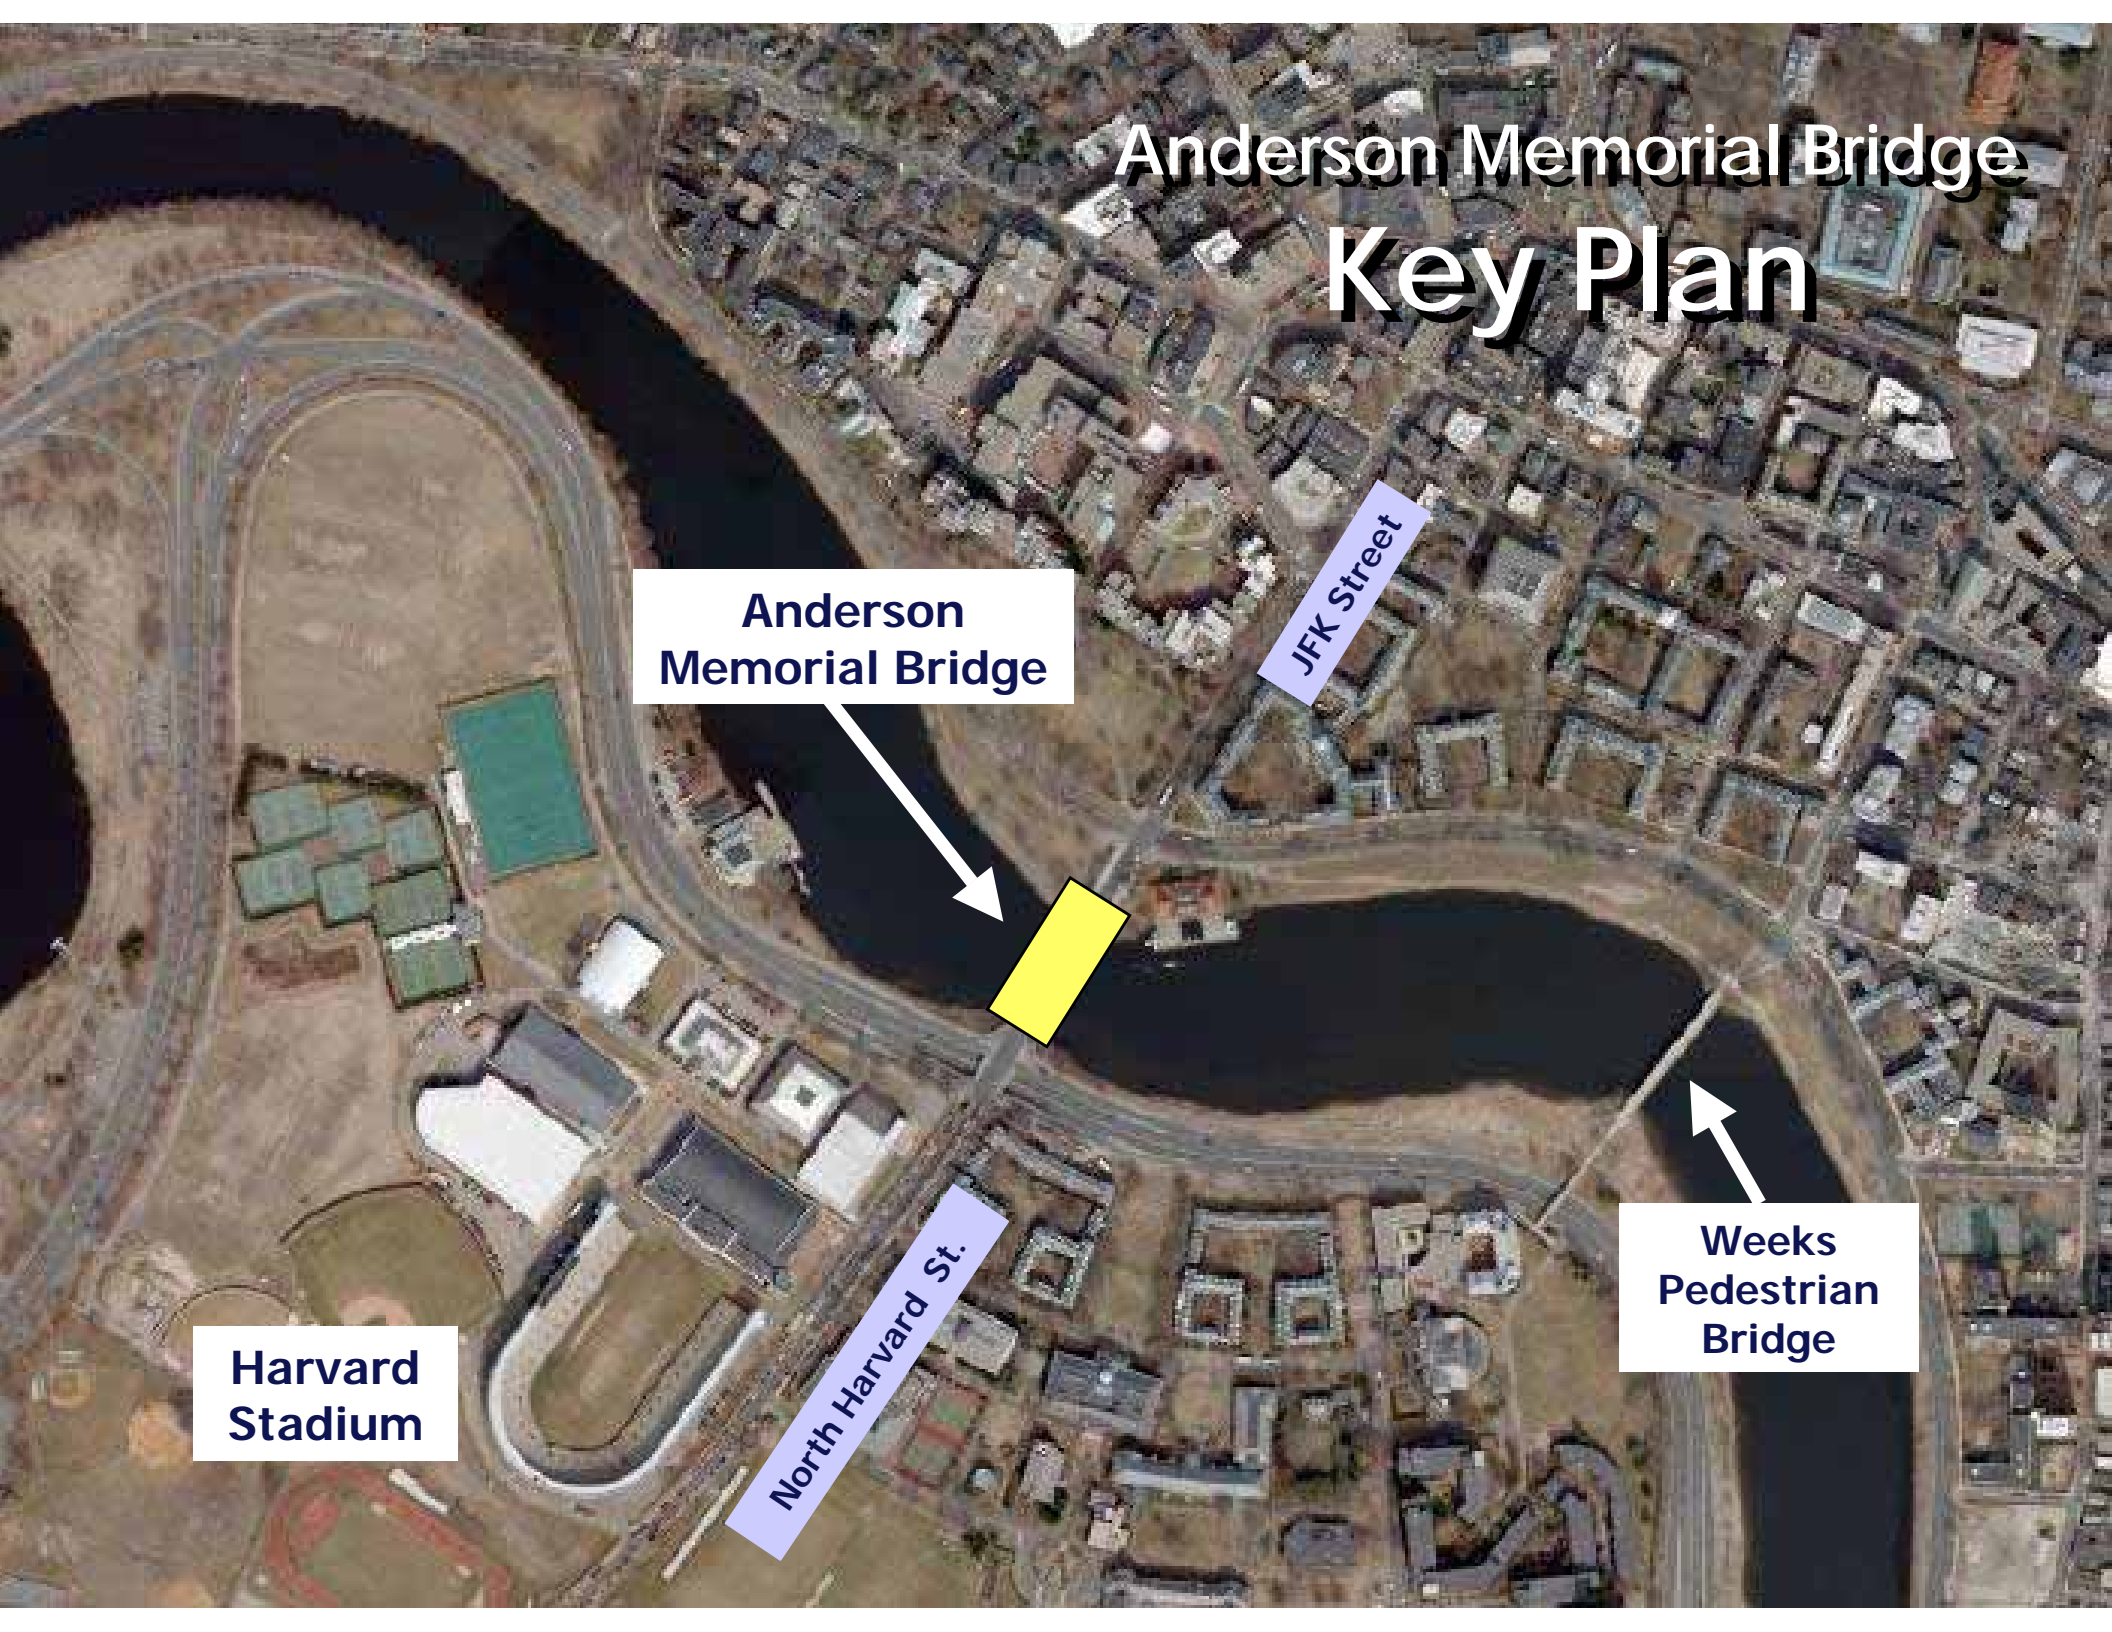 Anderson Memorial Bridge
Key Plan
JFK Street
Anderson
Memorial Bridge
Weeks
Pedestrian
Bridge
North Harvard St.
Harvard
Stadium